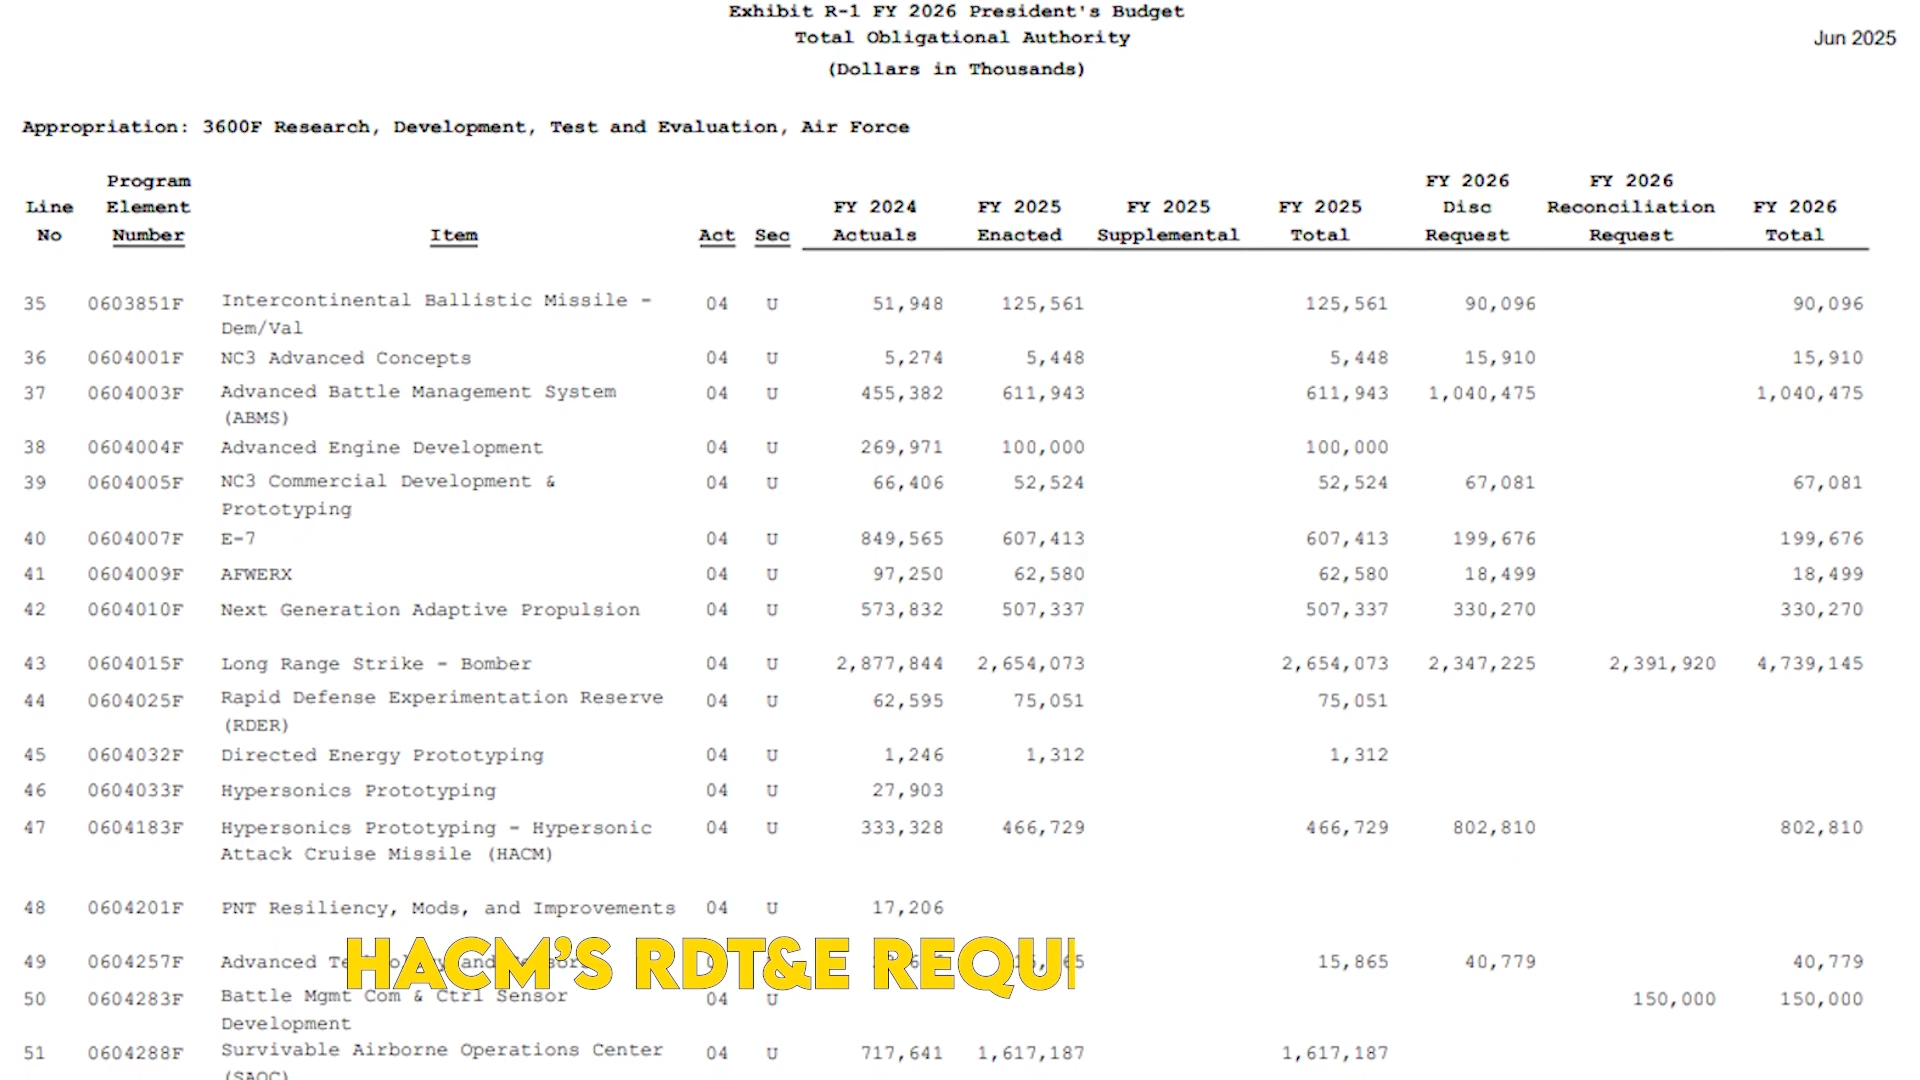 Exhibit R-1 FY 2026 President's Budget
Total Obligational Authority
Jun 2025
(Dollars in Thousands)
Appropriation: 3600F Research, Development, Test and Evaluation, Air Force
Program FY 2026 FY 2026
Line Element FY 2024 FY 2025 FY 2025 FY 2025 Disc Reconciliation FY 2026
No Number Item Act Sec Actuals Enacted Supplemental Total Request Request Total
35 0603851F Intercontinental Ballistic Missile - 04 U 51,948 125,561 125,561 90,096 90,096
Dem/Val
36 0604001F NC3 Advanced Concepts 04 U 5,274 5,448 5,448 15,910 15,910
37 0604003F Advanced Battle Management System 04 U 455,382 611,943 611,943 1,040,475 1,040,475
(ABMS)
38 0604004F Advanced Engine Development 04 U 269,971 100,000 100,000
39 0604005F NC3 Commercial Development & 04 U 66,406 52,524 52,524 67,081 67,081
Prototyping
40 0604007F E-7 04 U 849,565 607,413 607,413 199,676 199,676
41 0604009F AFWERX 04 U 97,250 62,580 62,580 18,499 18,499
42 0604010F Next Generation Adaptive Propulsion 04 U 573,832 507,337 507,337 330,270 330,270
43 0604015F Long Range Strike - Bomber 04 U 2,877,844 2,654,073 2,654,073 2,347,225 2,391,920 4,739,145
44 0604025F Rapid Defense Experimentation Reserve 04 U 62,595 75,051 75,051
(RDER)
45 0604032F Directed Energy Prototyping 04 U 1,246 1,312 1,312
46 0604033F Hypersonics Prototyping 04 U 27,903
47 0604183F Hypersonics Prototyping - Hypersonic 04 U 333,328 466,729 466,729 802,810 802,810
Attack Cruise Missile (HACM)
48 0604201F PNT Resiliency, Mods, and Improvements 04 U 17,206
49 0604257F Advanced and 15,865 40,779 40,779
HACM'S RDT&E REQU
50 0604283F Battle Mgmt Com & Ctrl Sensor 04 U 150,000 150,000
Development
51 0604288F Survivable Airborne Operations Center 04 U 717,641 1,617,187 1,617,187
(SAOC)